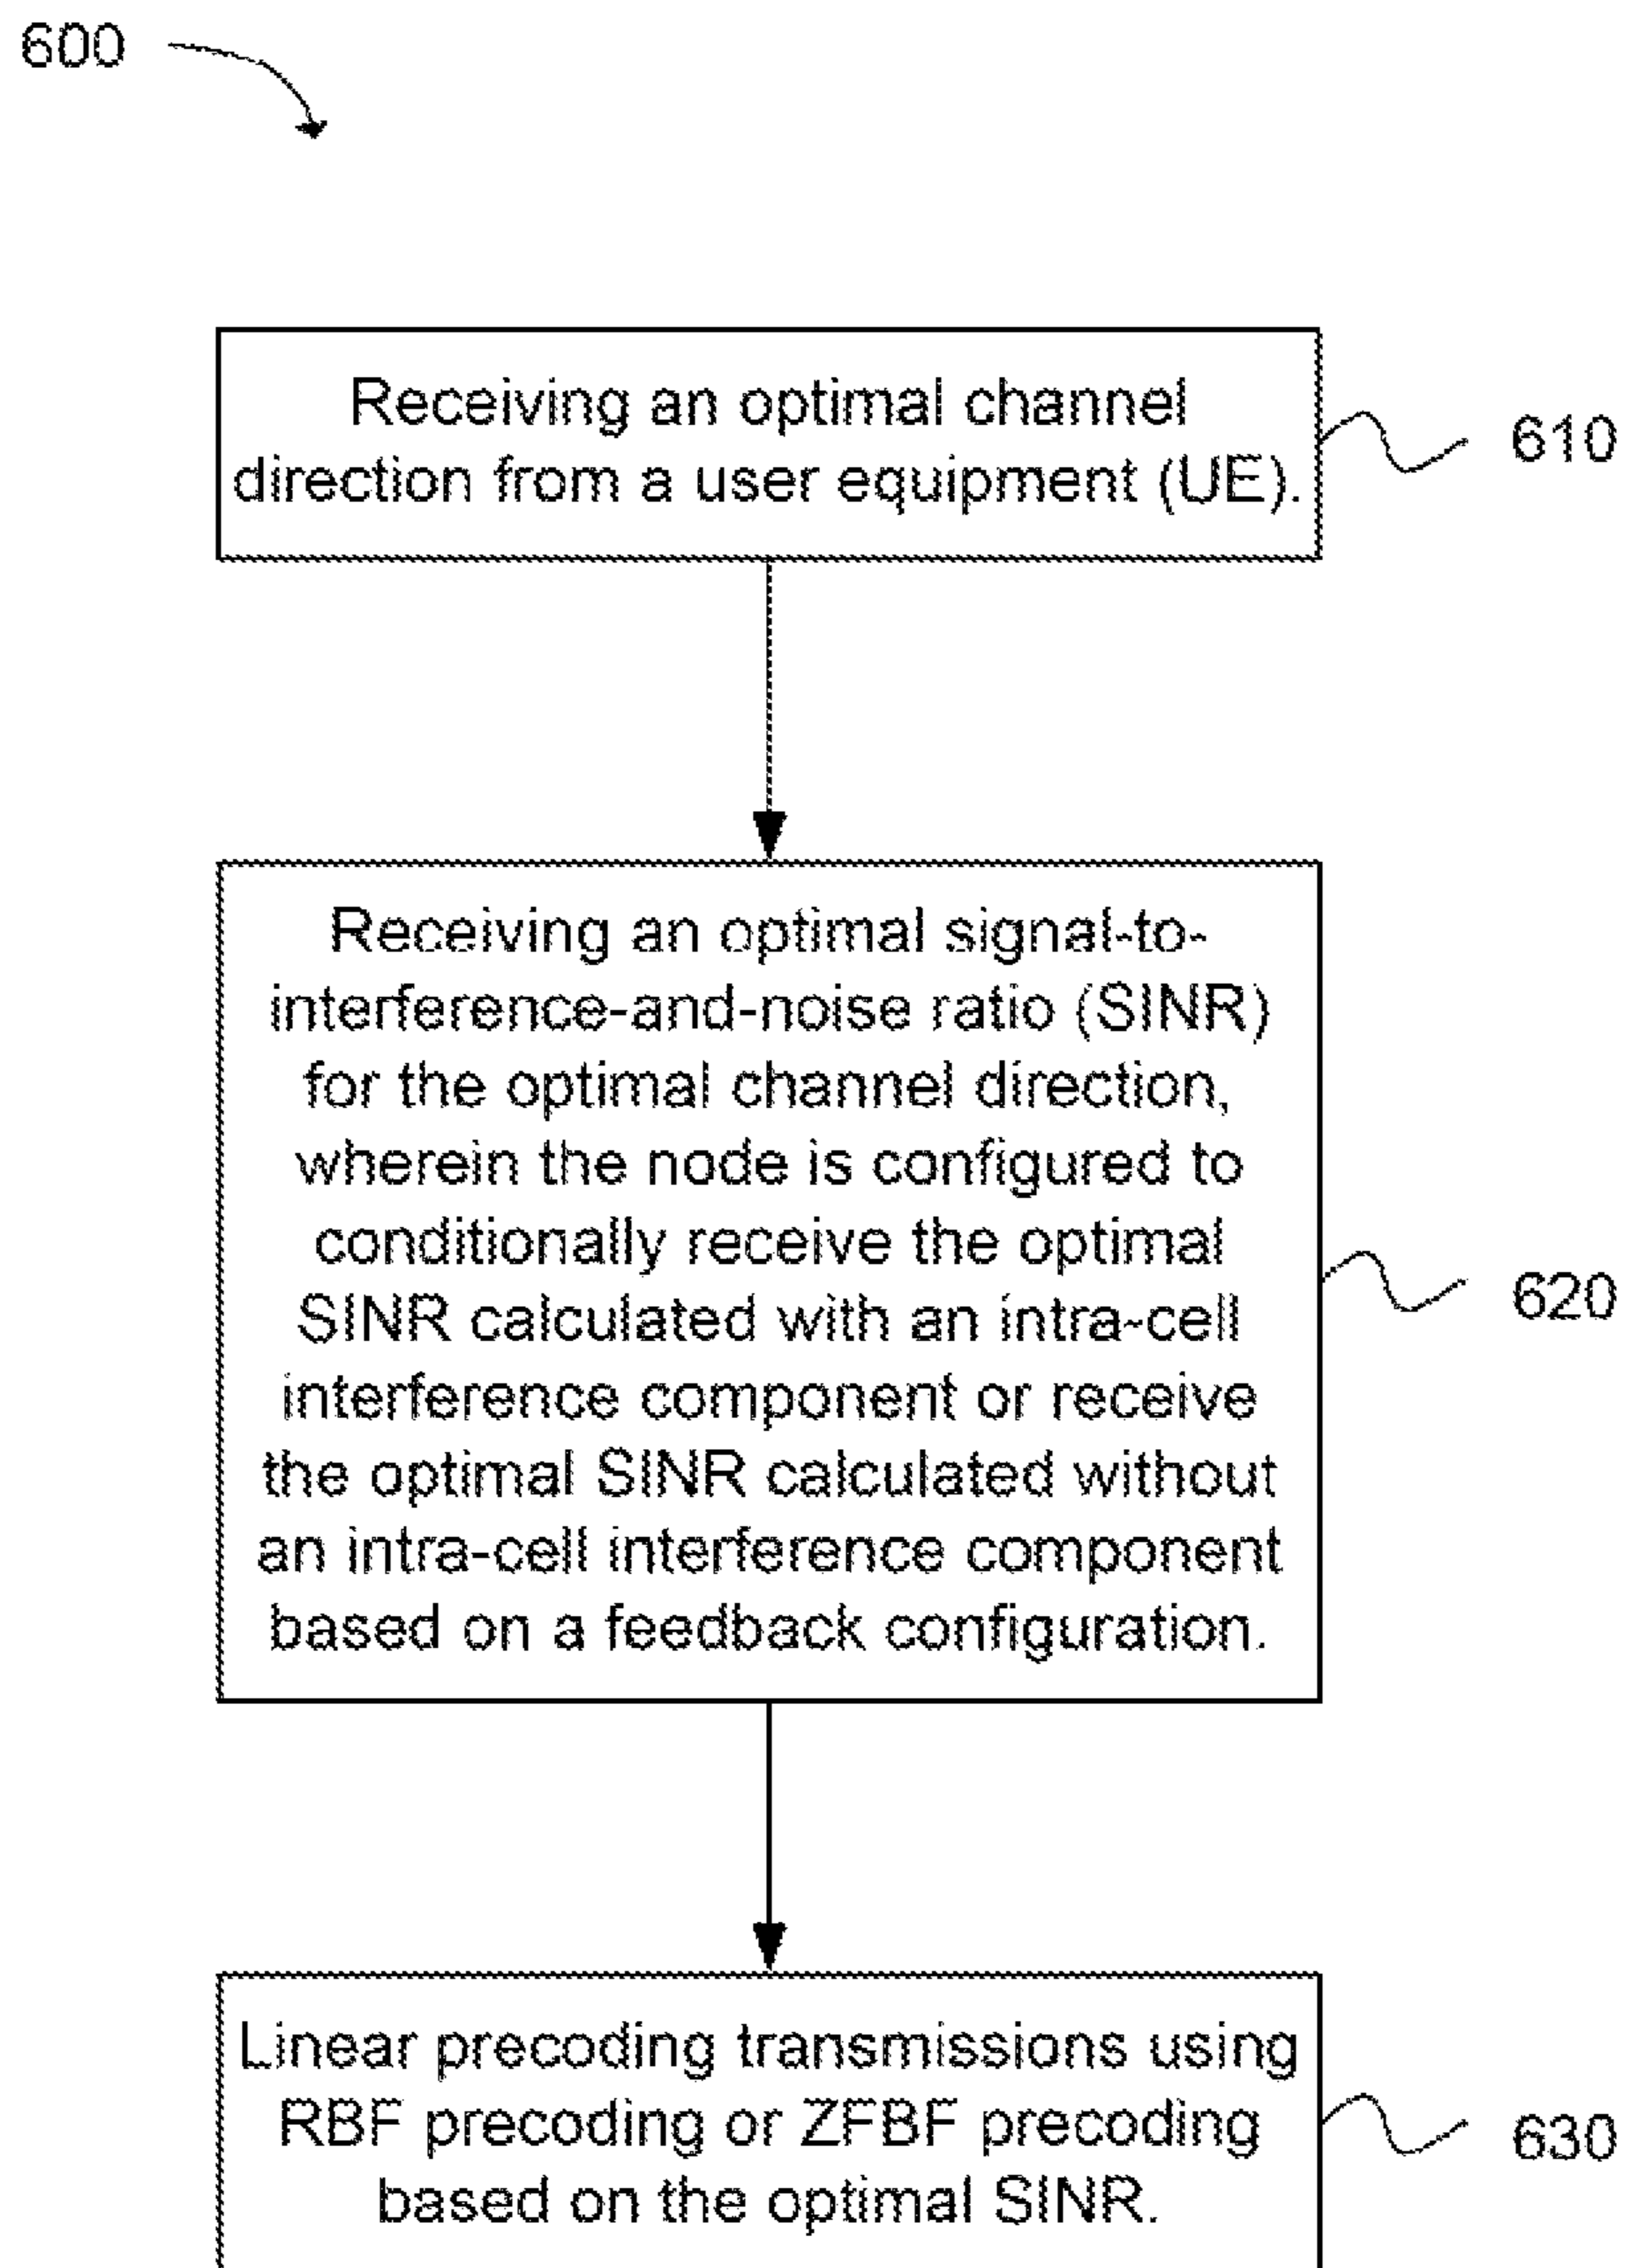 600
Receiving an optimal channel
direction from a user equipment (UE).
610
Receiving an optimal signal-to-
interference-and-noise ratio (SINR)
for the optimal channel direction,
wherein the node is configured to
conditionally receive the optimal
SINR calculated with an intra-cell
interference component or receive
the optimal SINR calculated without
an intra-cell interference component
based on a feedback configuration.
620
Linear precoding transmissions using
RBF precoding or ZFBF precoding
based on the optimal SINR.
630